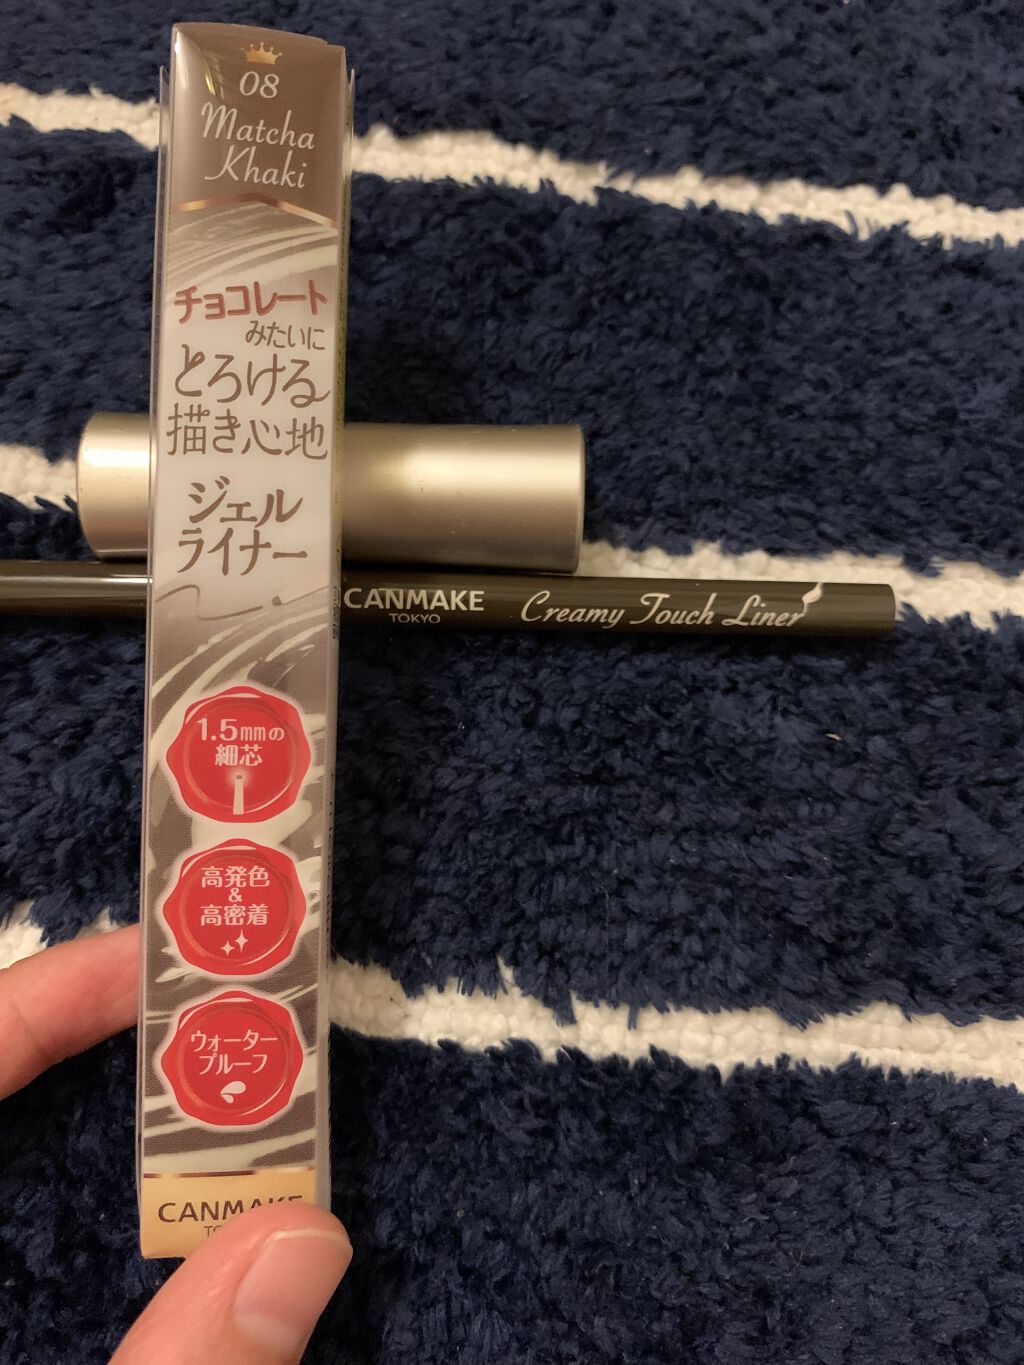 08
Matcha
Khaki
チョコレート
みたいに
とろける
描き心地
ジェル
ライナー
CANMAKE
TOKYO
Creamy Touch Liner
1.5mmの
細芯
高発色
&
高密着
ウォーター
プルーフ
CANMAKE